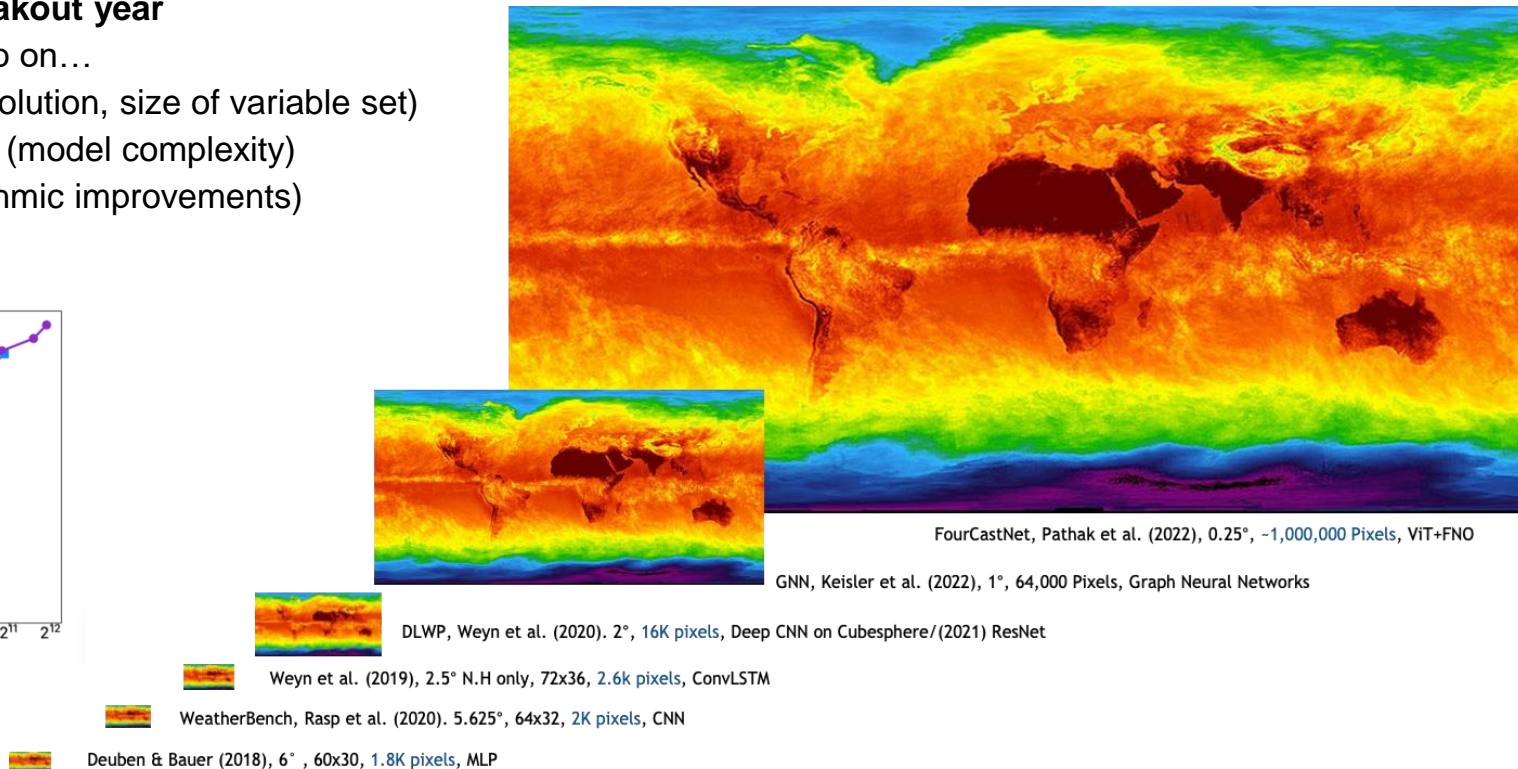 akout year
on…
olution, size of variable set)
(model complexity)
mic improvements)
2¹¹ 2¹²
FourCastNet, Pathak et al. (2022), 0.25°, ~1,000,000 Pixels, ViT+FNO
GNN, Keisler et al. (2022), 1°, 64,000 Pixels, Graph Neural Networks
DLWP, Weyn et al. (2020). 2°, 16K pixels, Deep CNN on Cubesphere/(2021) ResNet
Weyn et al. (2019), 2.5° N.H only, 72x36, 2.6k pixels, ConvLSTM
WeatherBench, Rasp et al. (2020). 5.625°, 64x32, 2K pixels, CNN
Deuben & Bauer (2018), 6° , 60x30, 1.8K pixels, MLP